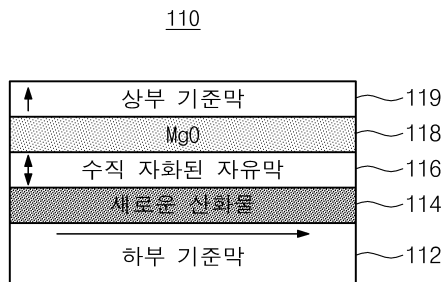 110
상부 기준막 119
MgO 118
수직 자화된 자유막 116
새로운 산화물 114
하부 기준막 112